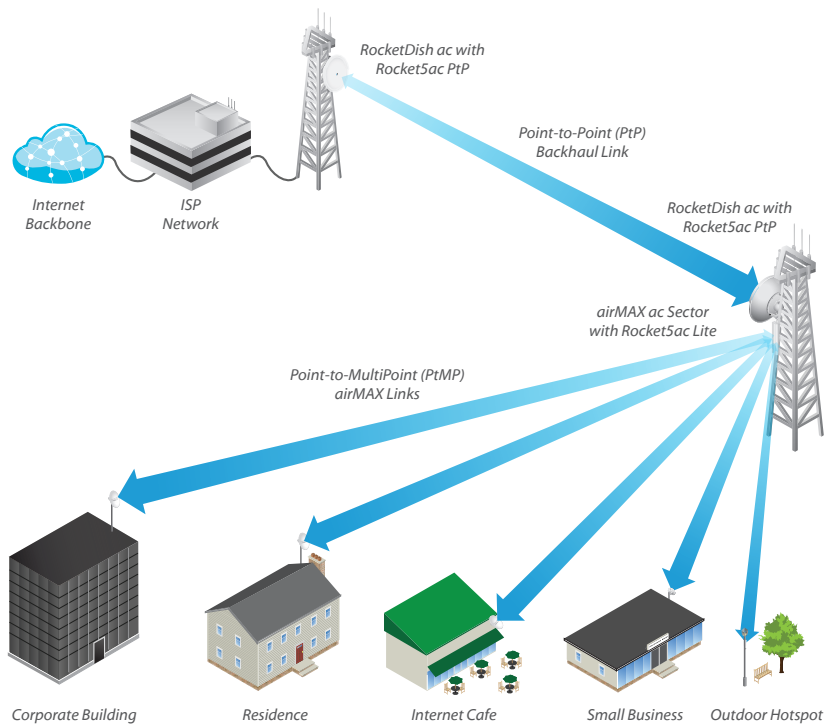 RocketDish ac with
Rocket5ac PtP
Point-to-Point (PtP)
Backhaul Link
Internet
Backbone
ISP
Network
RocketDish ac with
Rocket5ac PtP
airMAX ac Sector
with Rocket5ac Lite
Point-to-MultiPoint (PtMP)
airMAX Links
Corporate Building
Residence
Internet Cafe
Small Business
Outdoor Hotspot